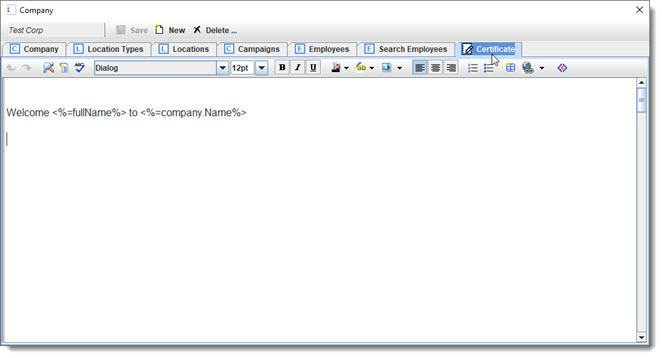 Company
Test Corp Save New Delete ...
C Company L Location Types L Locations C Campaigns E Employees E Search Employees Certificate
ABC Dialog 12pt B I U
Welcome <%=fullName%> to <%=company.Name%>